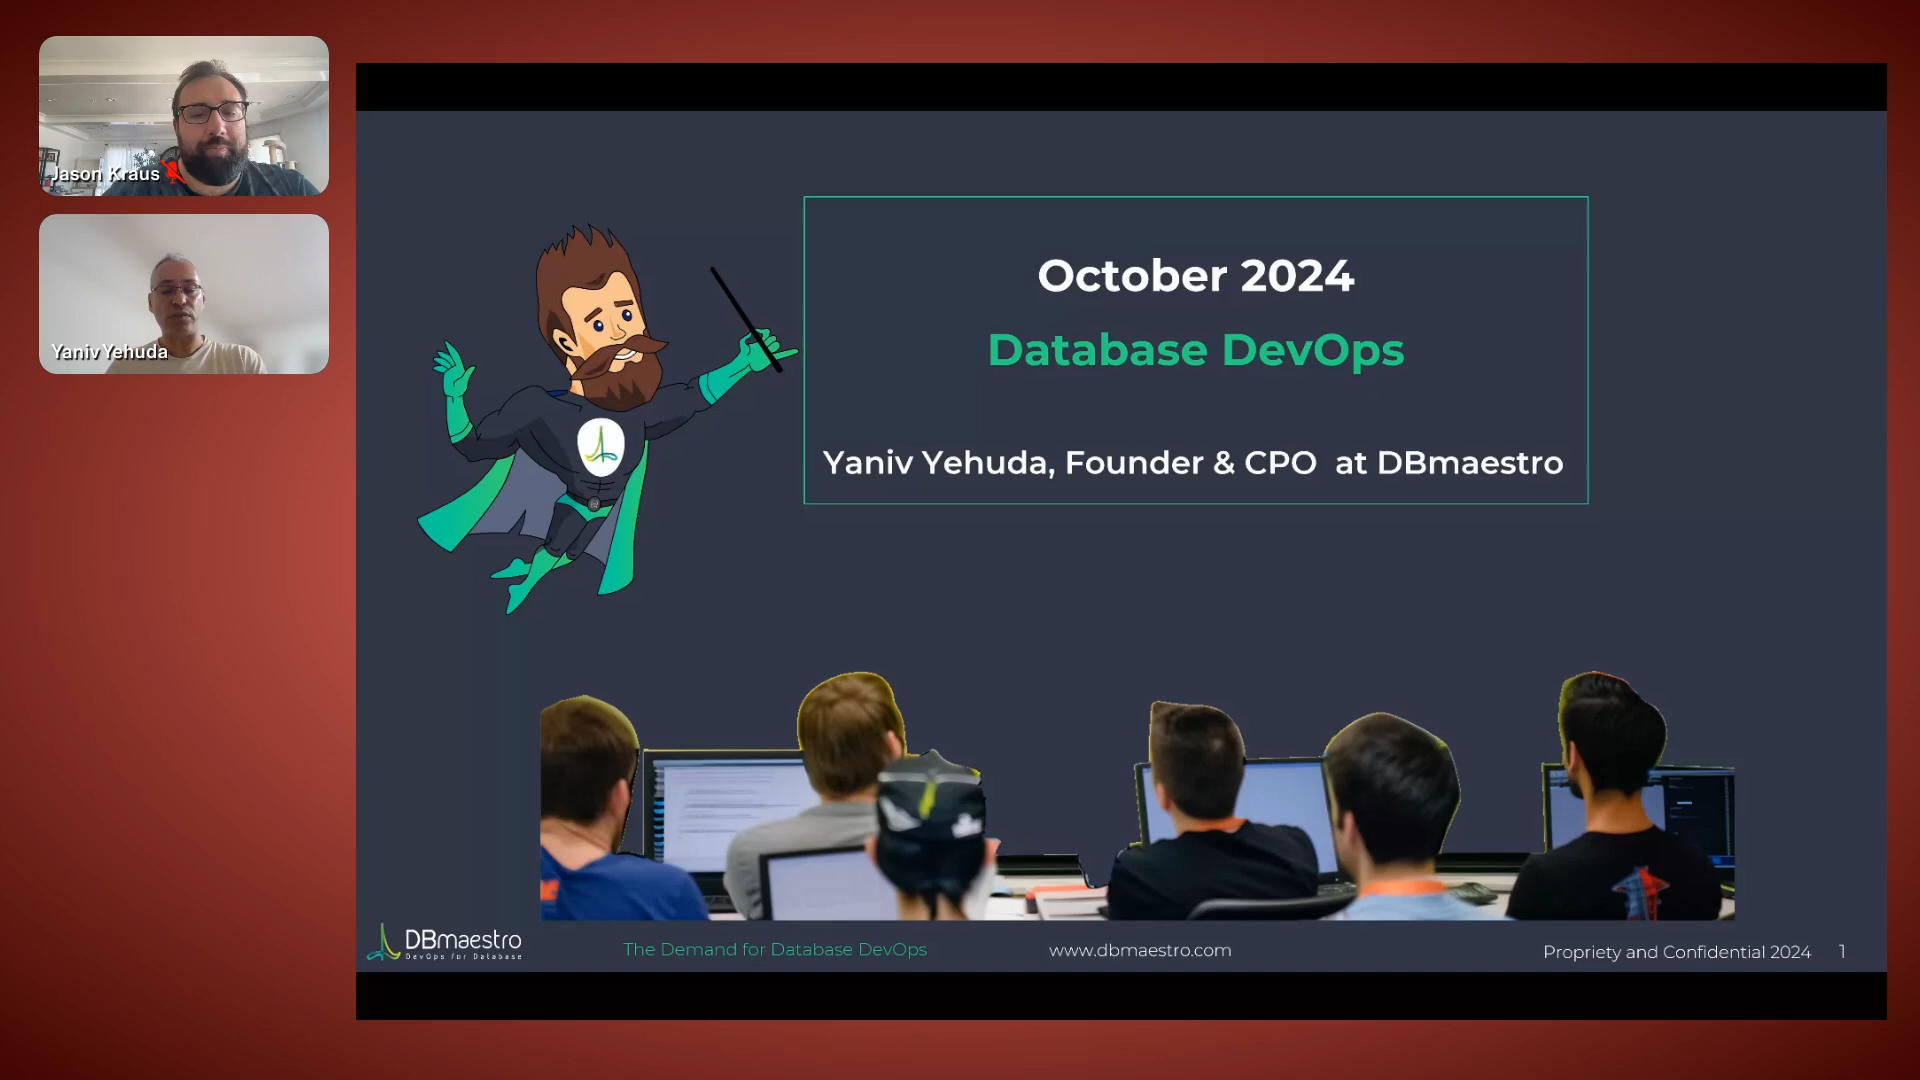 Jason Kraus
Yaniv Yehuda
October 2024
Database DevOps
Yaniv Yehuda, Founder & CPO at DBmaestro
DBmaestro
DevOps for Database
The Demand for Database DevOps
www.dbmaestro.com
Propriety and Confidential 2024
1